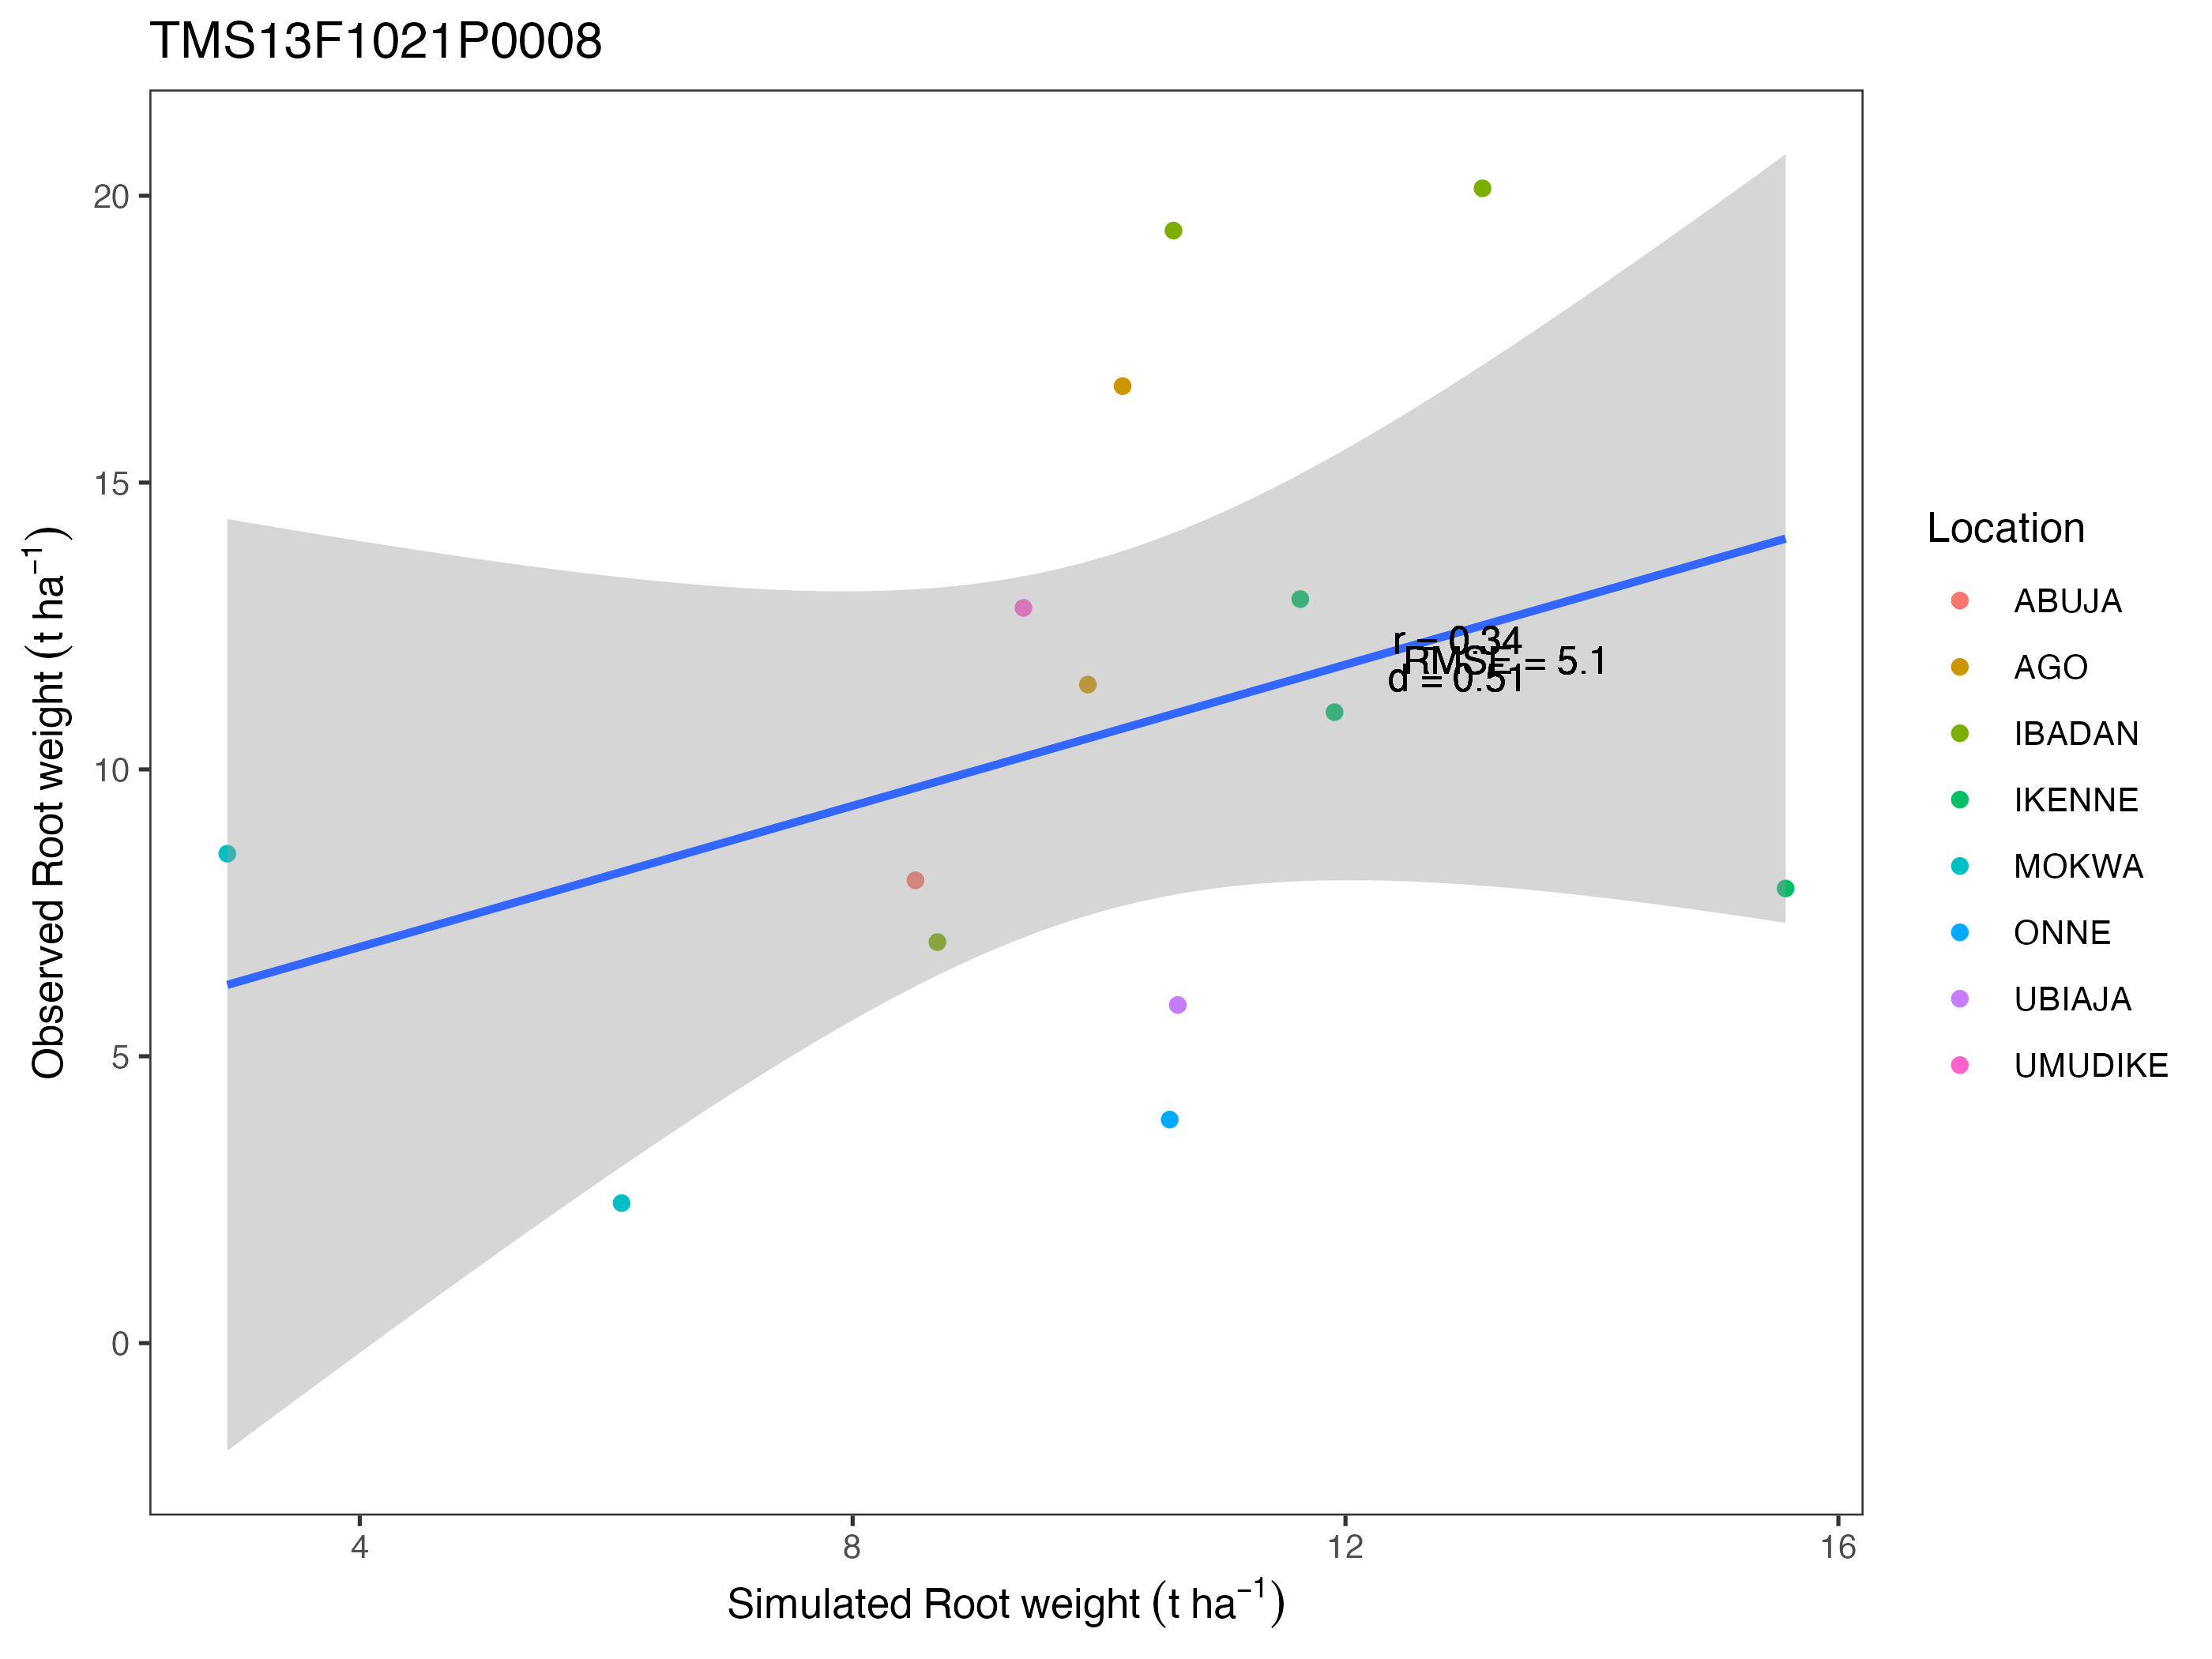 TMS13F1021P0008
Observed Root weight (t ha⁻¹)
20
15
10
5
0
r = 0.34
RMSE = 5.1
d = 0.51
4
8
12
16
Simulated Root weight (t ha⁻¹)
Location
ABUJA
AGO
IBADAN
IKENNE
MOKWA
ONNE
UBIAJA
UMUDIKE